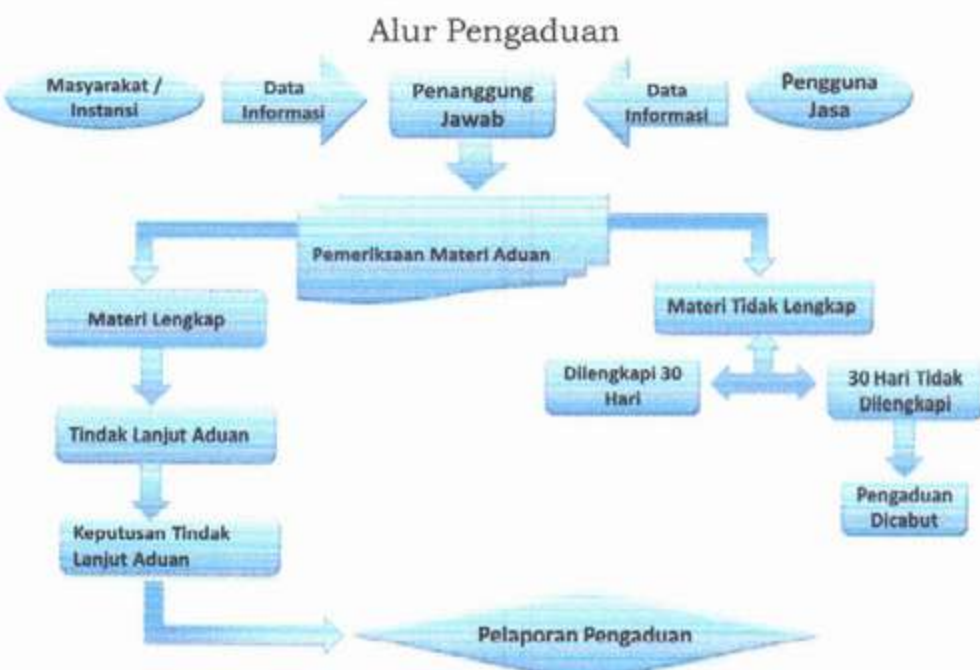 Alur Pengaduan
Masyarakat /
Instansi
Data
Informasi
Penanggung
Jawab
Data
Informasi
Pengguna
Jasa
Pemeriksaan Materi Aduan
Materi Lengkap
Materi Tidak Lengkap
Dilengkapi 30
Hari
30 Hari Tidak
Dilengkapi
Tindak Lanjut Aduan
Pengaduan
Dicabut
Keputusan Tindak
Lanjut Aduan
Pelaporan Pengaduan